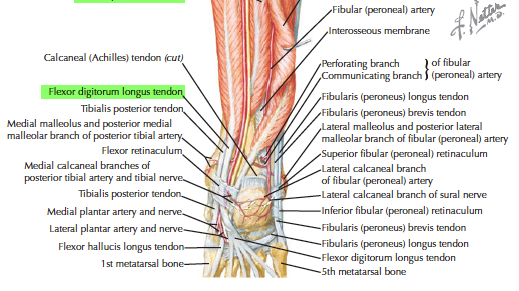 Fibular (peroneal) artery
Interosseous membrane
F. Netter
M.D.
Calcaneal (Achilles) tendon (cut)
Flexor digitorum longus tendon
Tibialis posterior tendon
Medial malleolus and posterior medial
malleolar branch of posterior tibial artery
Flexor retinaculum
Medial calcaneal branches of
posterior tibial artery and tibial nerve
Tibialis posterior tendon
Medial plantar artery and nerve
Lateral plantar artery and nerve
Flexor hallucis longus tendon
1st metatarsal bone
Perforating branch
Communicating branch
of fibular
(peroneal) artery
Fibularis (peroneus) longus tendon
Fibularis (peroneus) brevis tendon
Lateral malleolus and posterior lateral
malleolar branch of fibular (peroneal) artery
Superior fibular (peroneal) retinaculum
Lateral calcaneal branch
of fibular (peroneal) artery
Lateral calcaneal branch of sural nerve
Inferior fibular (peroneal) retinaculum
Fibularis (peroneus) brevis tendon
Fibularis (peroneus) longus tendon
Flexor digitorum longus tendon
5th metatarsal bone